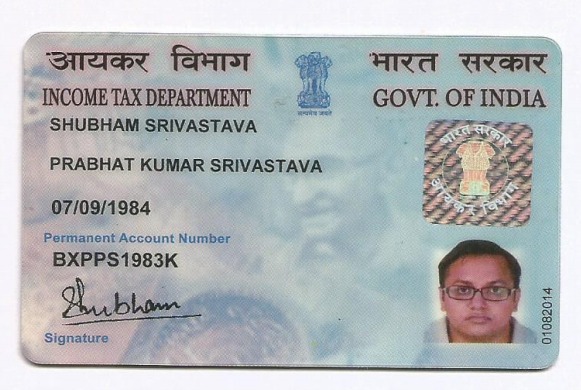 आयकर विभाग भारत सरकार
INCOME TAX DEPARTMENT GOVT. OF INDIA
SHUBHAM SRIVASTAVA
PRABHAT KUMAR SRIVASTAVA
07/09/1984
Permanent Account Number
BXPPS1983K
Shubham
Signature
सत्यमेव जयते
भारत सरकार
आयकर विभाग
01082014